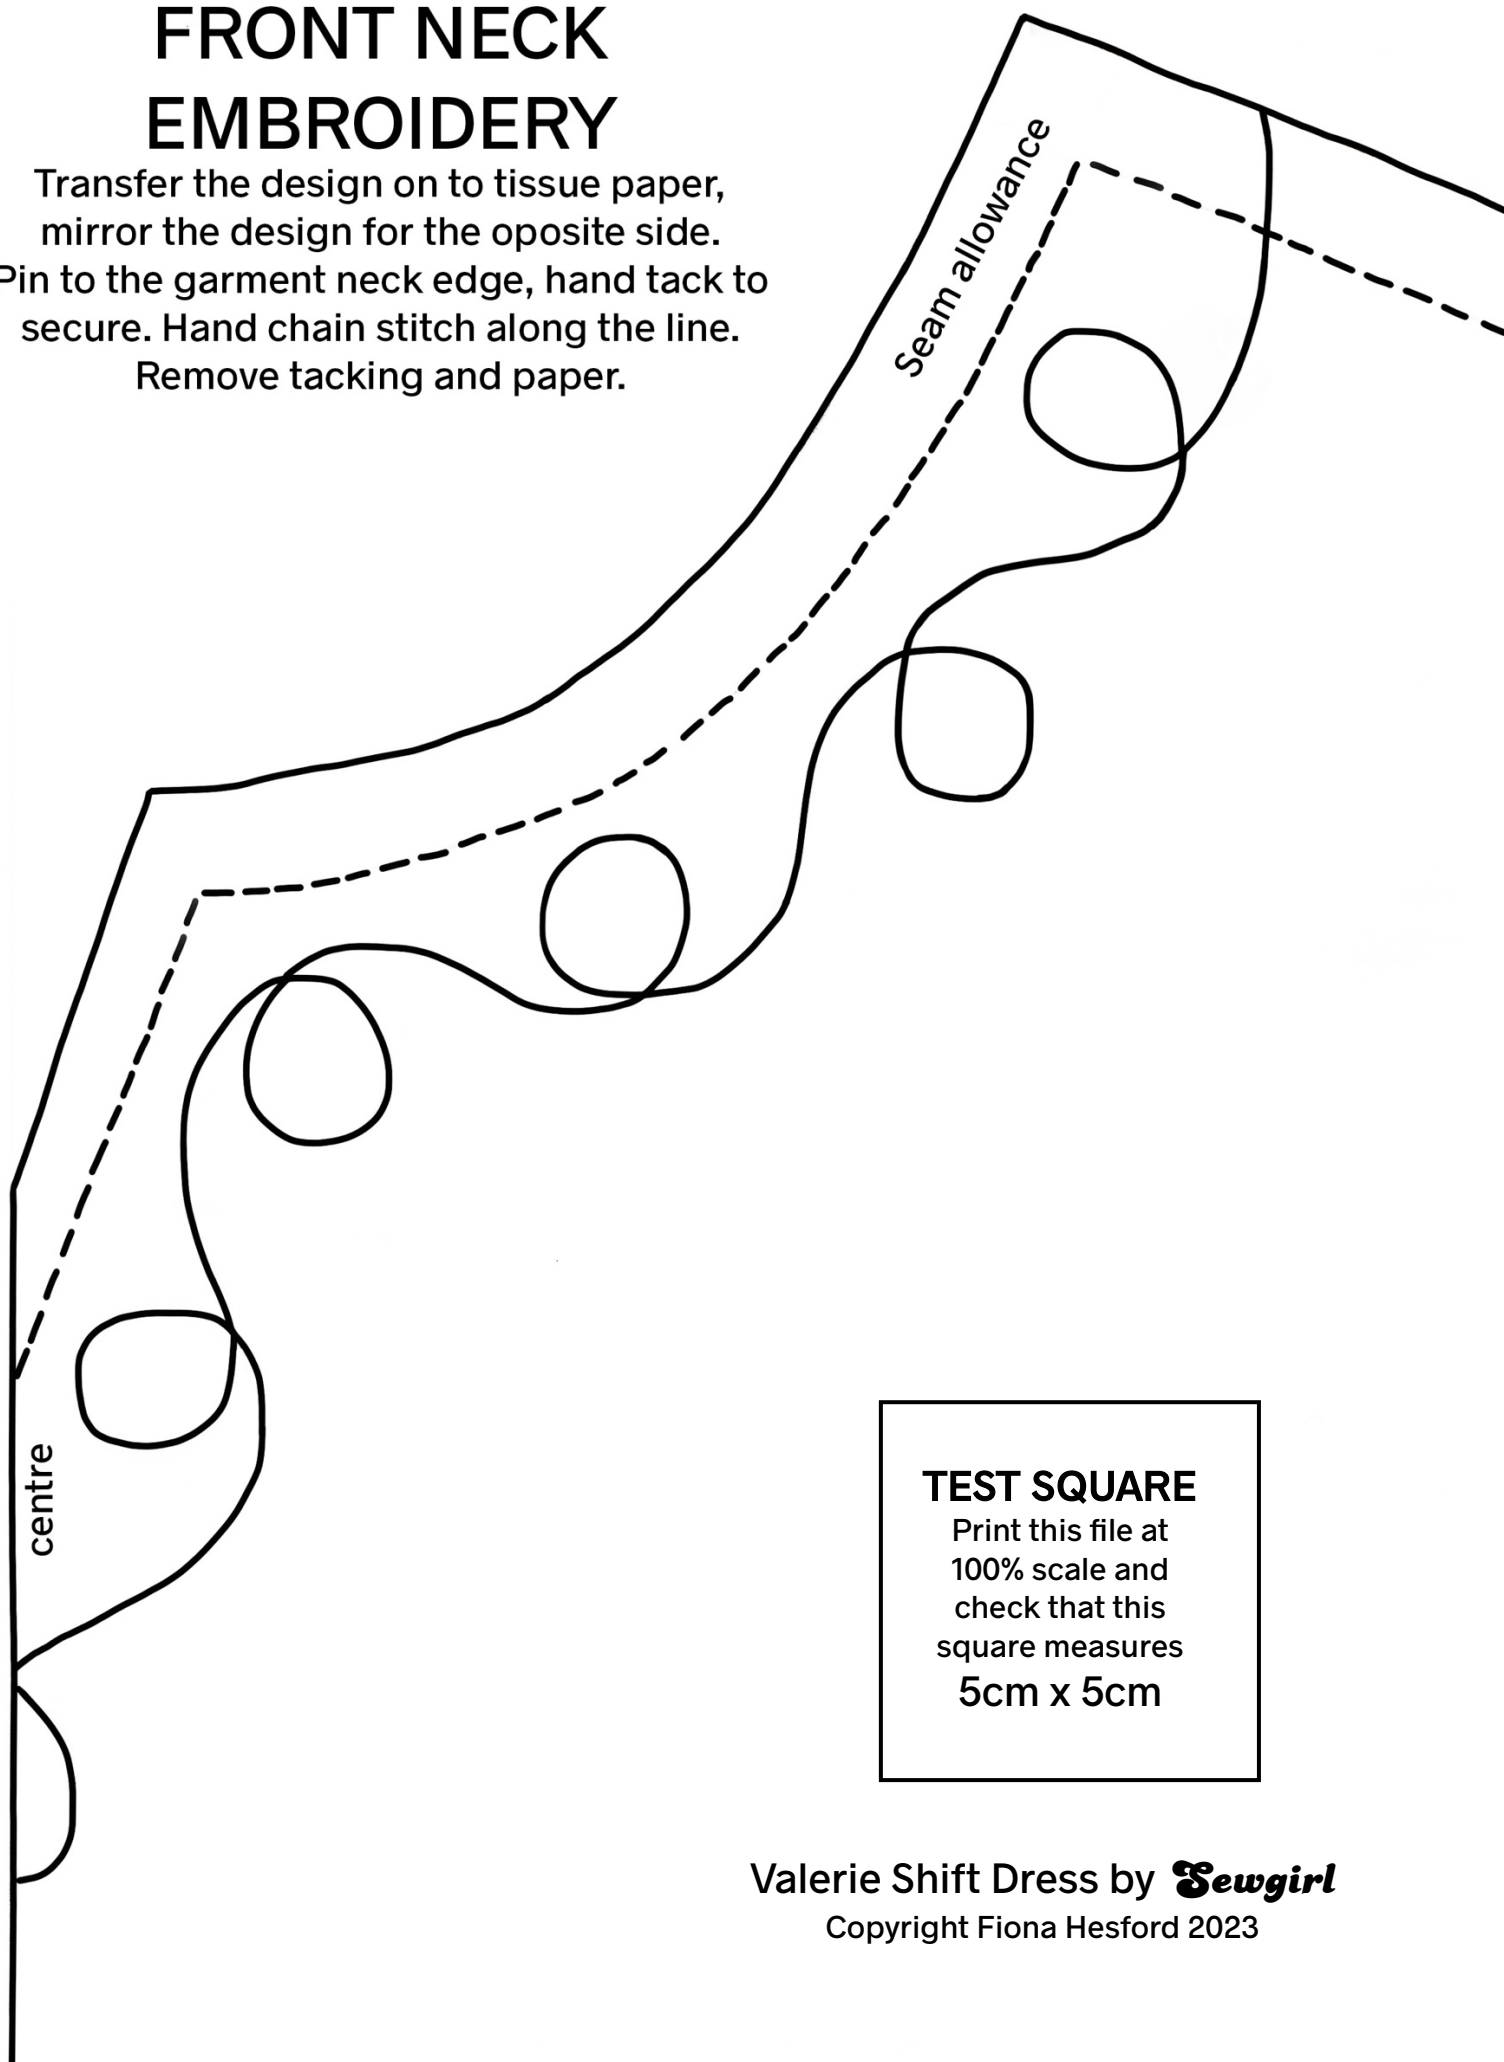 FRONT NECK
EMBROIDERY
Transfer the design on to tissue paper,
mirror the design for the oposite side.
Pin to the garment neck edge, hand tack to
secure. Hand chain stitch along the line.
Remove tacking and paper.
Seam allowance
centre
TEST SQUARE
Print this file at
100% scale and
check that this
square measures
5cm x 5cm
Valerie Shift Dress by Sewgirl
Copyright Fiona Hesford 2023